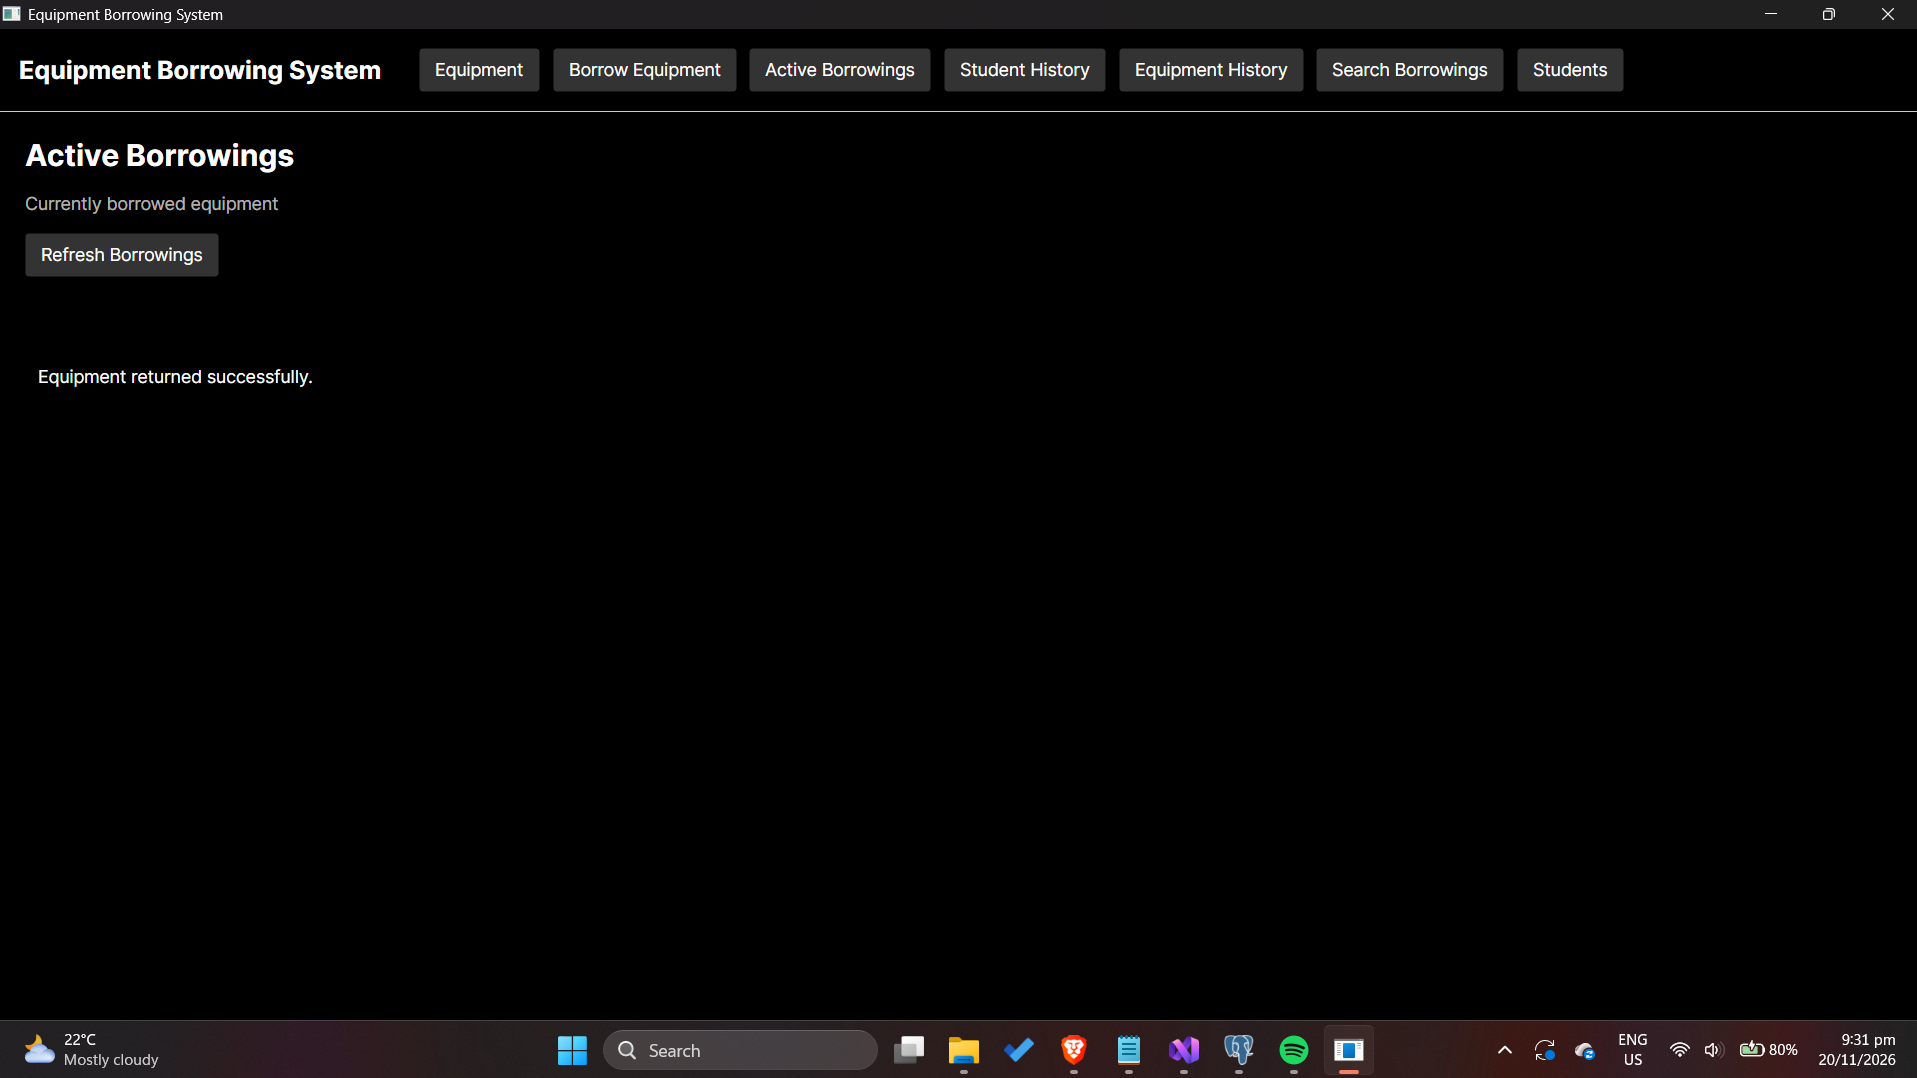 Equipment Borrowing System
Equipment Borrowing System
Equipment
Borrow Equipment
Active Borrowings
Student History
Equipment History
Search Borrowings
Students
Active Borrowings
Currently borrowed equipment
Refresh Borrowings
Equipment returned successfully.
22°C
Mostly cloudy
Search
ENG
US
80%
9:31 pm
20/11/2026